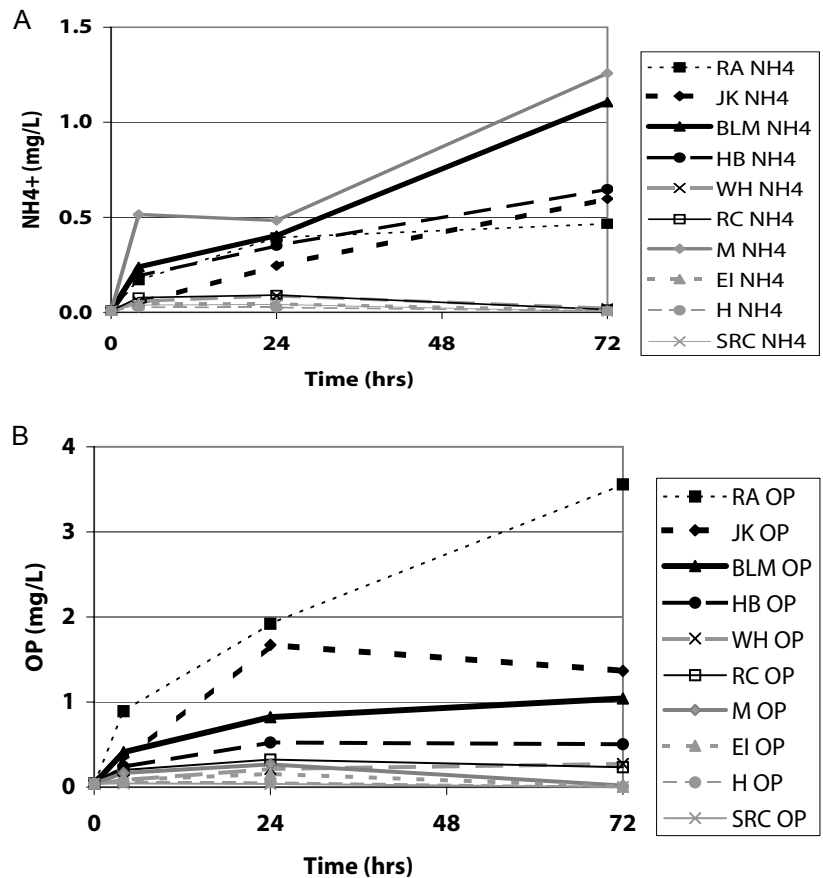 A
NH4+ (mg/L)
1.5
1.0
0.5
0.0
0 24 48 72
Time (hrs)
RA NH4
JK NH4
BLM NH4
HB NH4
WH NH4
RC NH4
M NH4
EI NH4
H NH4
SRC NH4
B
OP (mg/L)
4
3
2
1
0
0 24 48 72
Time (hrs)
RA OP
JK OP
BLM OP
HB OP
WH OP
RC OP
M OP
EI OP
H OP
SRC OP